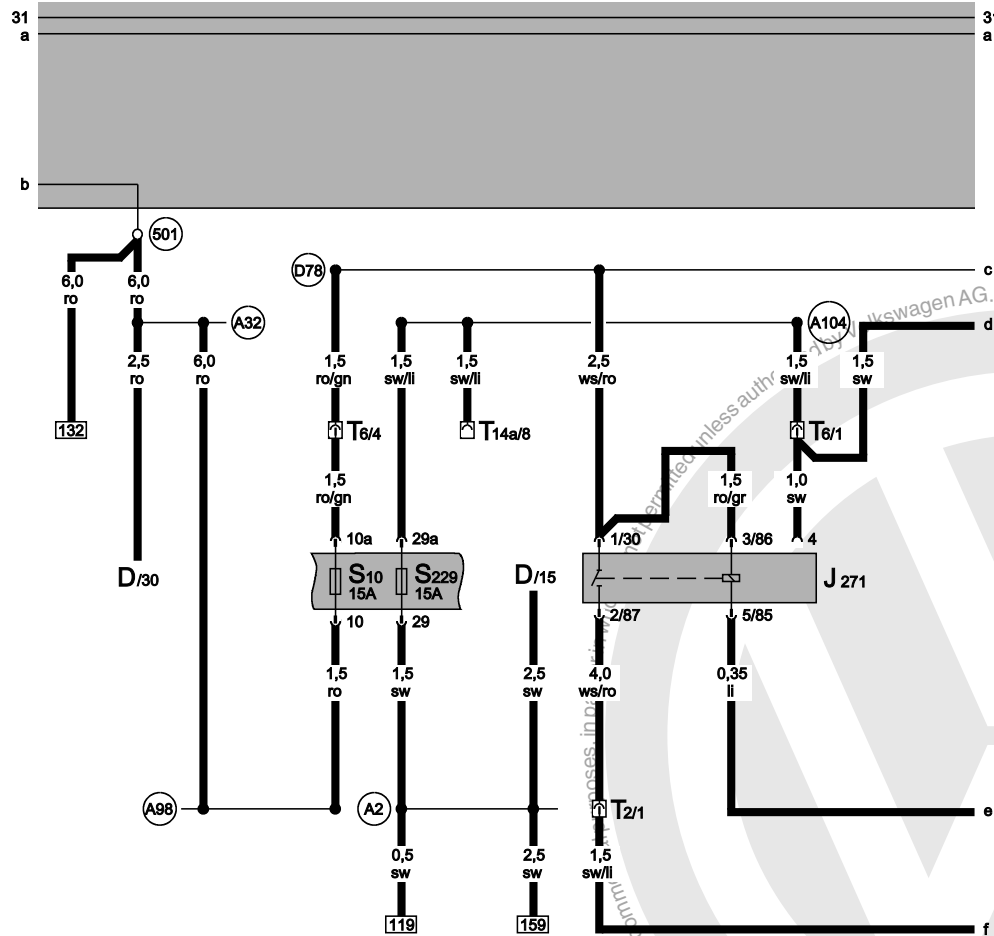 31 31
a a
b
501
D78 c
6,0 ro 6,0 ro
A32 A104 d
2,5 ro 6,0 ro 1,5 ro/gn 1,5 sw/li 1,5 sw/li 2,5 ws/ro 1,5 sw/li 1,5 sw
132 T6/4 T14a/8 T6/1
1,5 ro/gn 1,5 ro/gr 1,0 sw
10a 29a 1/30 3/86 4
D/30 S10 15A S229 15A D/15 J 271
10 29 2/87 5/85
1,5 ro 1,5 sw 2,5 sw 4,0 ws/ro 0,35 li
A98 A2 T2/1 e
0,5 sw 2,5 sw 1,5 sw/li
119 159 f
Volkswagen AG.